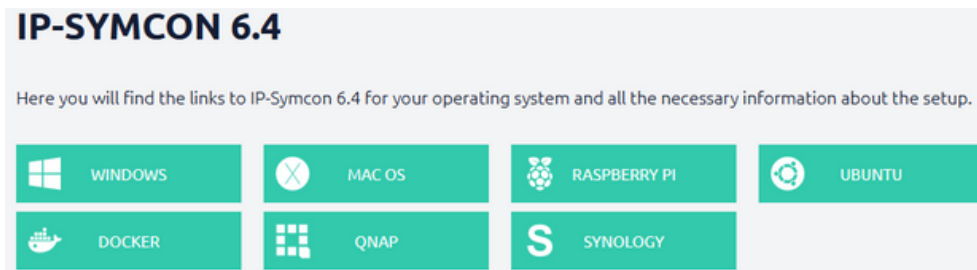 IP-SYMCON 6.4
Here you will find the links to IP-Symcon 6.4 for your operating system and all the necessary information about the setup.
WINDOWS
MAC OS
RASPBERRY PI
UBUNTU
DOCKER
QNAP
S SYNOLOGY